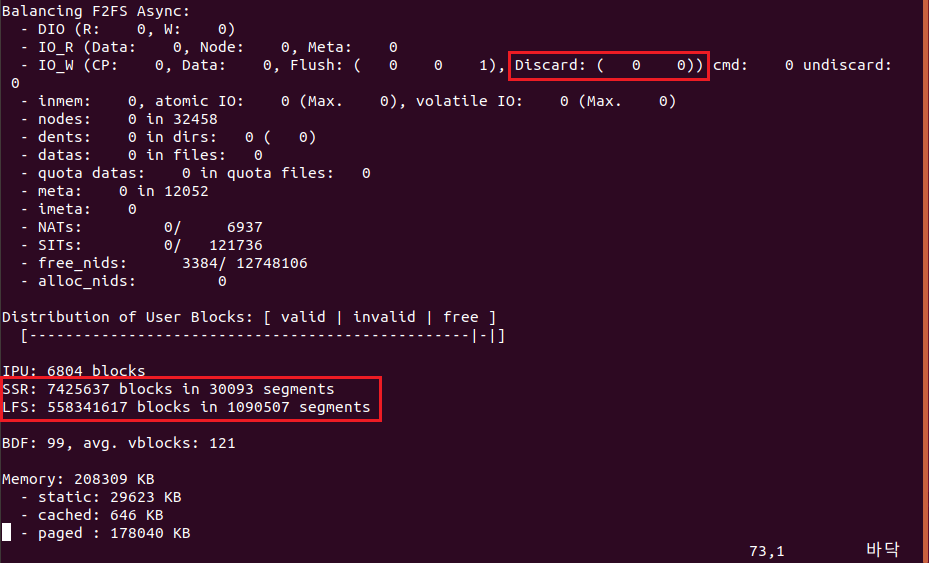 Balancing F2FS Async:
  - DIO (R:    0, W:    0)
  - IO_R (Data:    0, Node:    0, Meta:    0
  - IO_W (CP:    0, Data:    0, Flush: (   0    0    1), Discard: (   0    0)) cmd:    0 undiscard:
 0
  - inmem:    0, atomic IO:    0 (Max.    0), volatile IO:    0 (Max.    0)
  - nodes:    0 in 32458
  - dents:    0 in dirs:   0 (   0)
  - datas:    0 in files:   0
  - quota datas:    0 in quota files:   0
  - meta:    0 in 12052
  - imeta:    0
  - NATs:         0/     6937
  - SITs:         0/   121736
  - free_nids:      3384/ 12748106
  - alloc_nids:         0
Distribution of User Blocks: [ valid | invalid | free ]
  [-------------------------------------------------|-|]
IPU: 6804 blocks
SSR: 7425637 blocks in 30093 segments
LFS: 558341617 blocks in 1090507 segments
BDF: 99, avg. vblocks: 121
Memory: 208309 KB
  - static: 29623 KB
  - cached: 646 KB
  - paged : 178040 KB
73,1 바닥